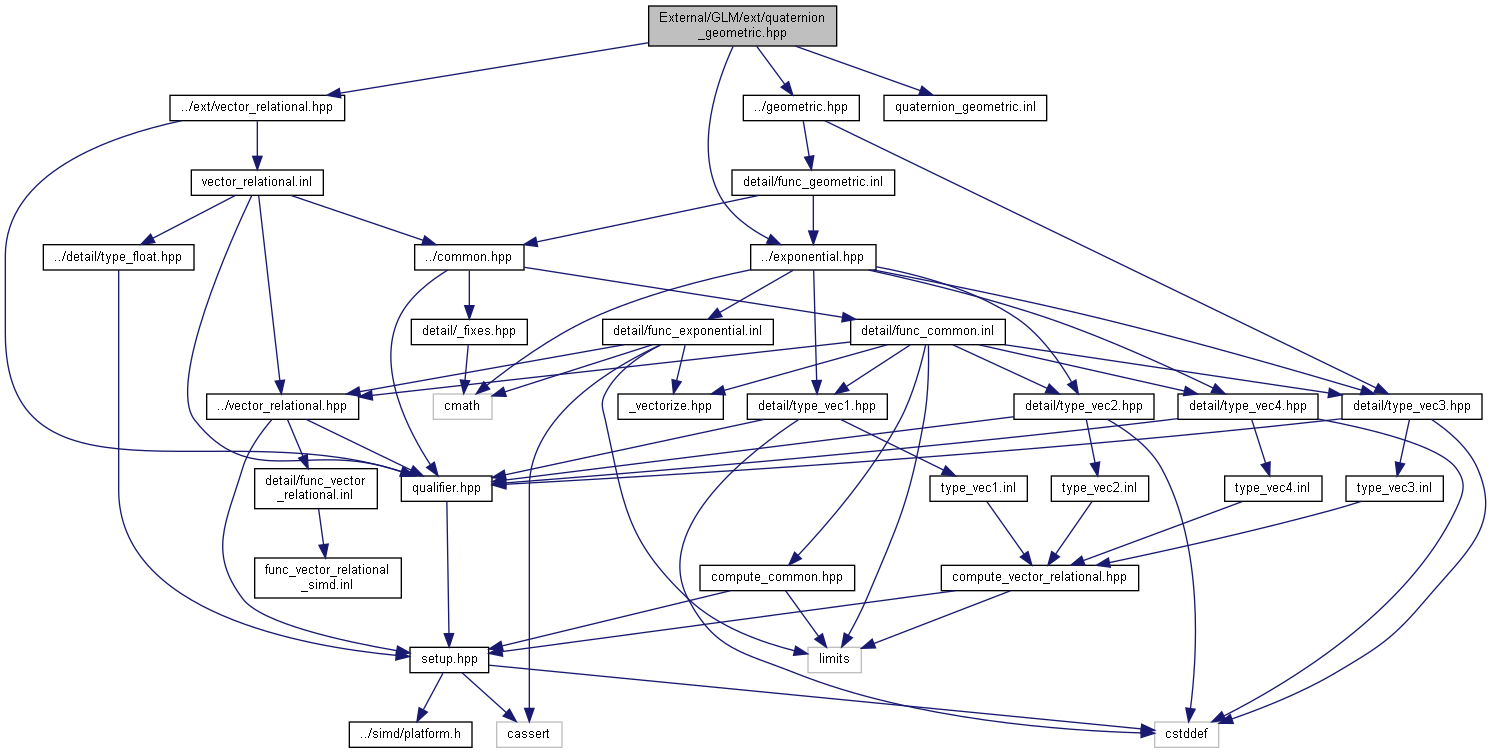 External/GLM/ext/quaternion
_geometric.hpp
../ext/vector_relational.hpp
../geometric.hpp
quaternion_geometric.inl
vector_relational.inl
detail/func_geometric.inl
../detail/type_float.hpp
../common.hpp
../exponential.hpp
detail/_fixes.hpp
detail/func_exponential.inl
detail/func_common.inl
../vector_relational.hpp
cmath
_vectorize.hpp
detail/type_vec1.hpp
detail/type_vec2.hpp
detail/type_vec4.hpp
detail/type_vec3.hpp
detail/func_vector
_relational.inl
qualifier.hpp
type_vec1.inl
type_vec2.inl
type_vec4.inl
type_vec3.inl
func_vector_relational
_simd.inl
compute_common.hpp
compute_vector_relational.hpp
setup.hpp
limits
../simd/platform.h
cassert
cstddef